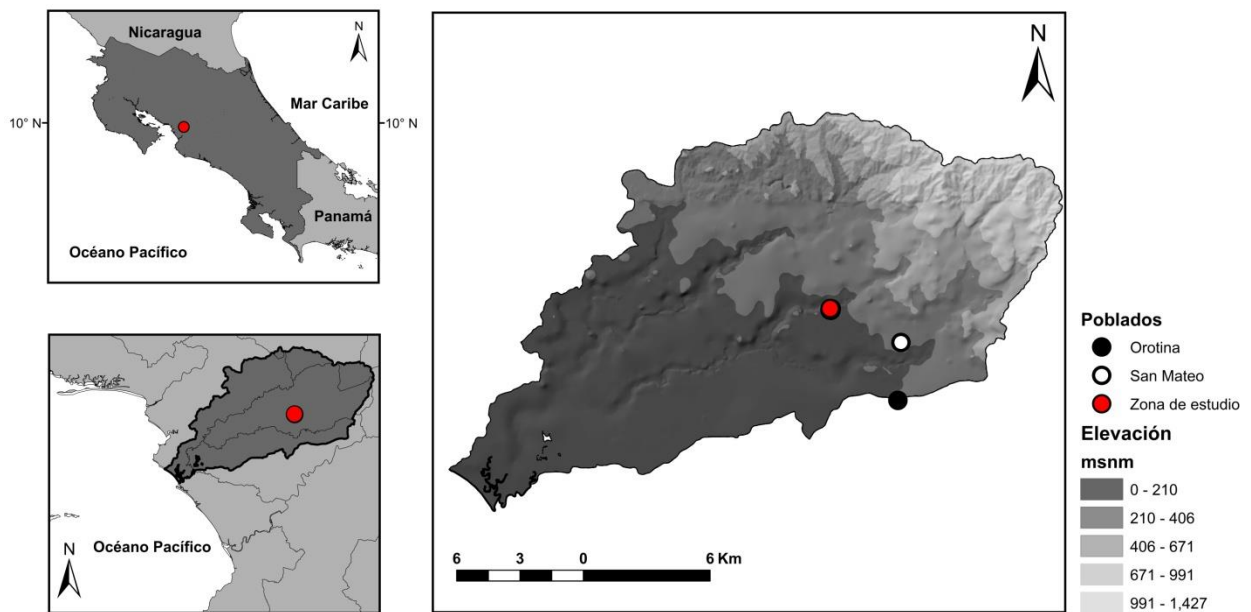 Nicaragua
N
Mar Caribe
10° N
10° N
Panamá
Océano Pacífico
N
Océano Pacífico
N
6 3 0 6 Km
Poblados
Orotina
San Mateo
Zona de estudio
Elevación
msnm
0 - 210
210 - 406
406 - 671
671 - 991
991 - 1,427